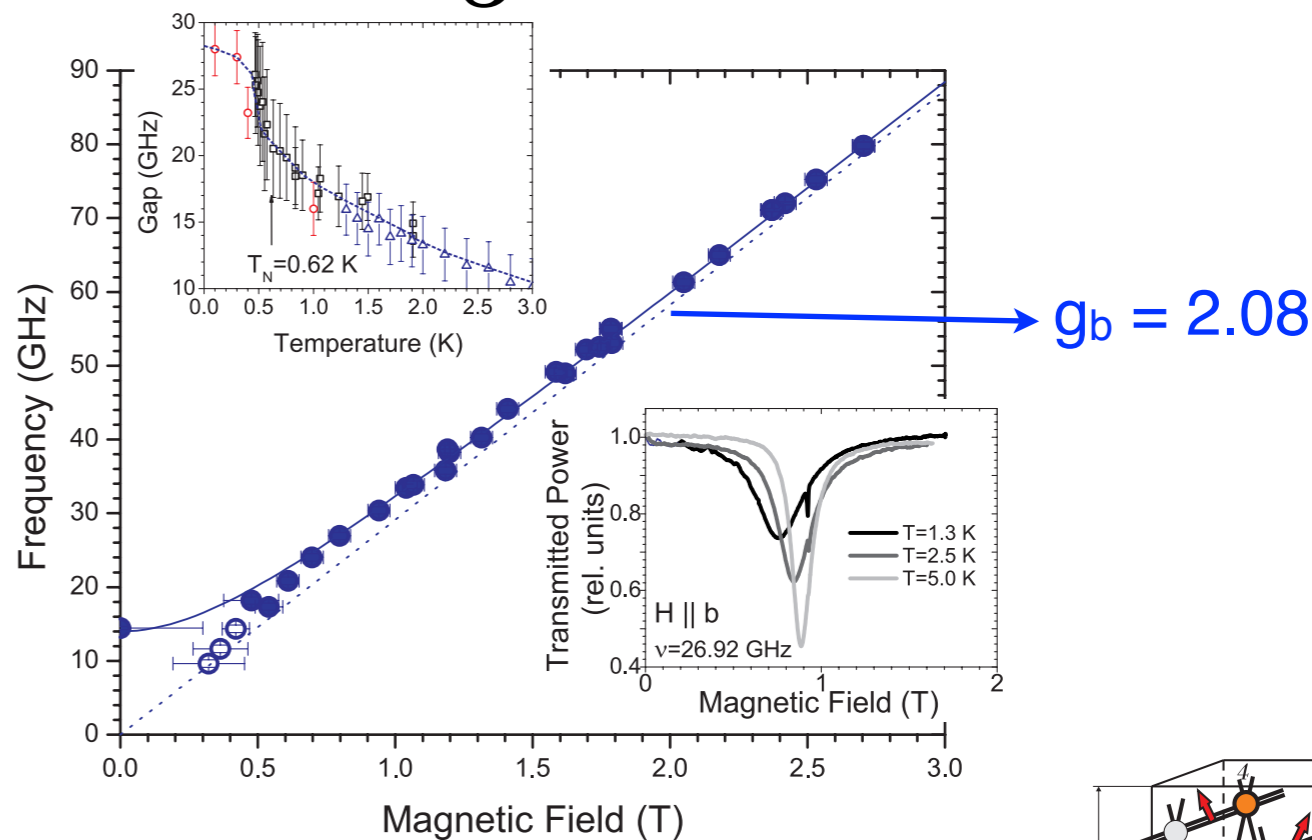 30
25
20
15
10
Gap (GHz)
T_N=0.62 K
0.0 0.5 1.0 1.5 2.0 2.5 3.0
Temperature (K)
90
80
70
60
50
40
30
20
10
0
Frequency (GHz)
g_b = 2.08
1.0
0.8
0.6
0.4
Transmitted Power
(rel. units)
T=1.3 K
T=2.5 K
T=5.0 K
H || b
ν=26.92 GHz
0 1 2
Magnetic Field (T)
0.0 0.5 1.0 1.5 2.0 2.5 3.0
Magnetic Field (T)
4